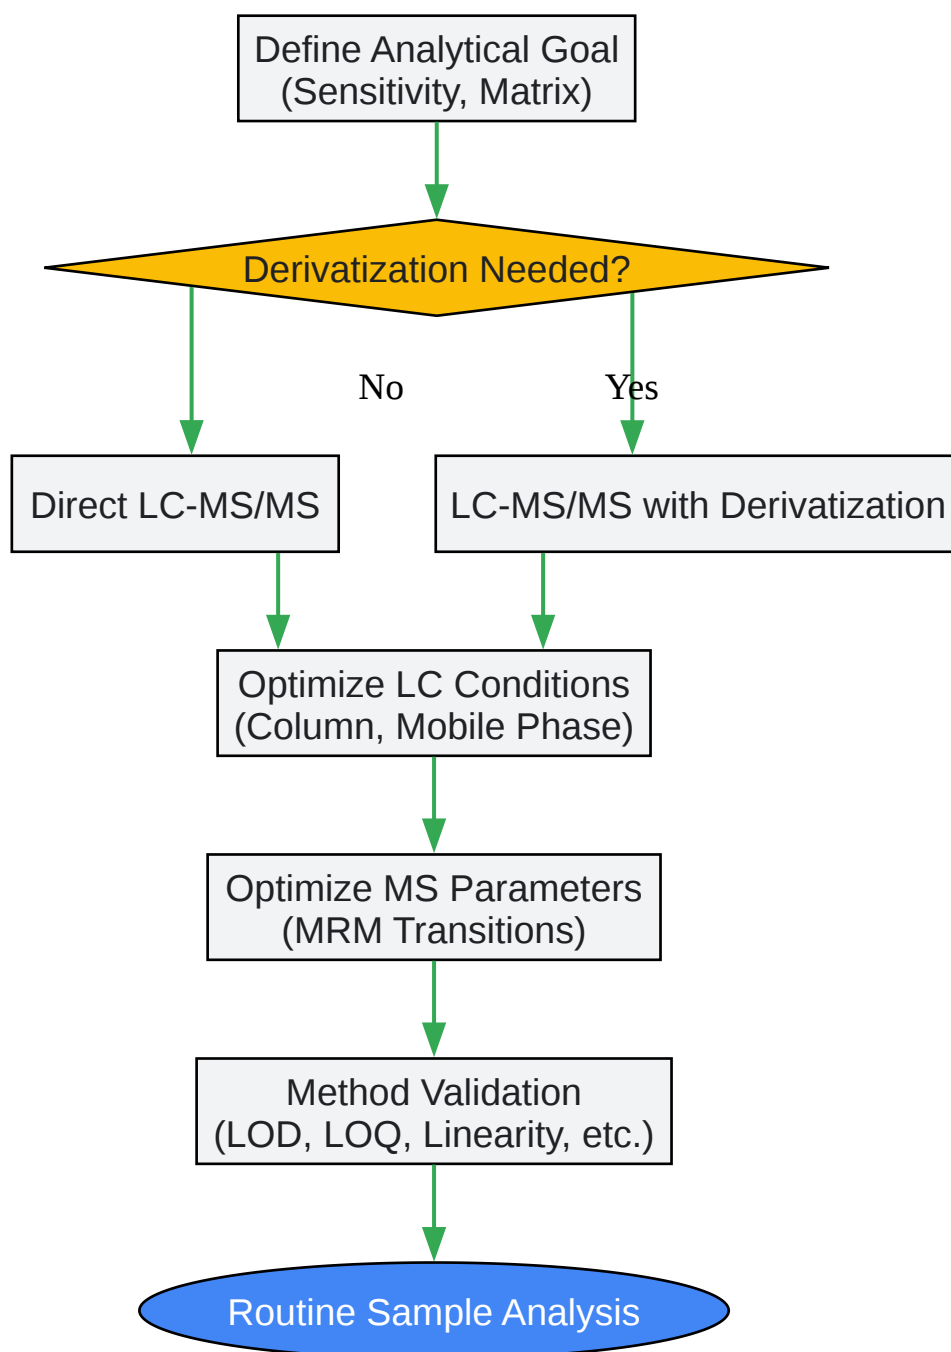 Define Analytical Goal
(Sensitivity, Matrix)
Derivatization Needed?
No
Yes
Direct LC-MS/MS
LC-MS/MS with Derivatization
Optimize LC Conditions
(Column, Mobile Phase)
Optimize MS Parameters
(MRM Transitions)
Method Validation
(LOD, LOQ, Linearity, etc.)
Routine Sample Analysis